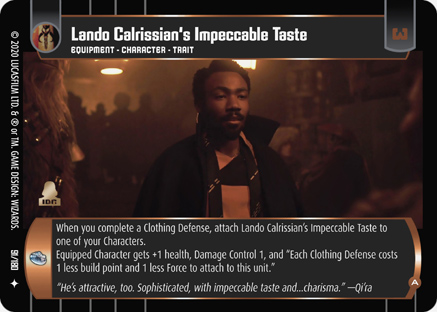 Lando Calrissian's Impeccable Taste
EQUIPMENT - CHARACTER - TRAIT
© 2020 LUCASFILM LTD. & ® or TM. GAME DESIGN: WIZARDS.
IDC
When you complete a Clothing Defense, attach Lando Calrissian's Impeccable Taste to
one of your Characters.
Equipped Character gets +1 health, Damage Control 1, and "Each Clothing Defense costs
1 less build point and 1 less Force to attach to this unit."
"He's attractive, too. Sophisticated, with impeccable taste and...charisma." —Qi'ra
A